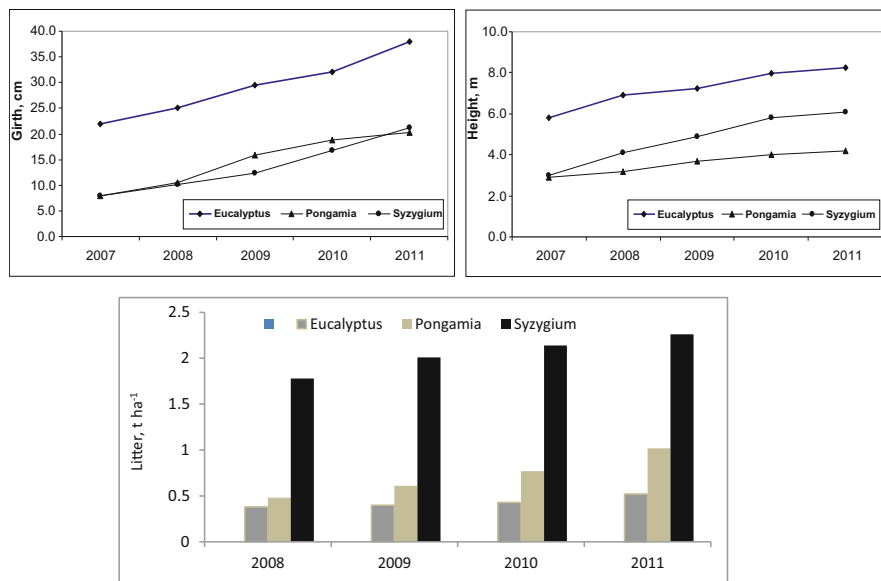 Girth, cm
40.0
35.0
30.0
25.0
20.0
15.0
10.0
5.0
0.0
Eucalyptus Pongamia Syzygium
2007 2008 2009 2010 2011
Height, m
10.0
8.0
6.0
4.0
2.0
0.0
Eucalyptus Pongamia Syzygium
2007 2008 2009 2010 2011
Litter, t ha⁻¹
2.5
2
1.5
1
0.5
0
Eucalyptus Pongamia Syzygium
2008 2009 2010 2011